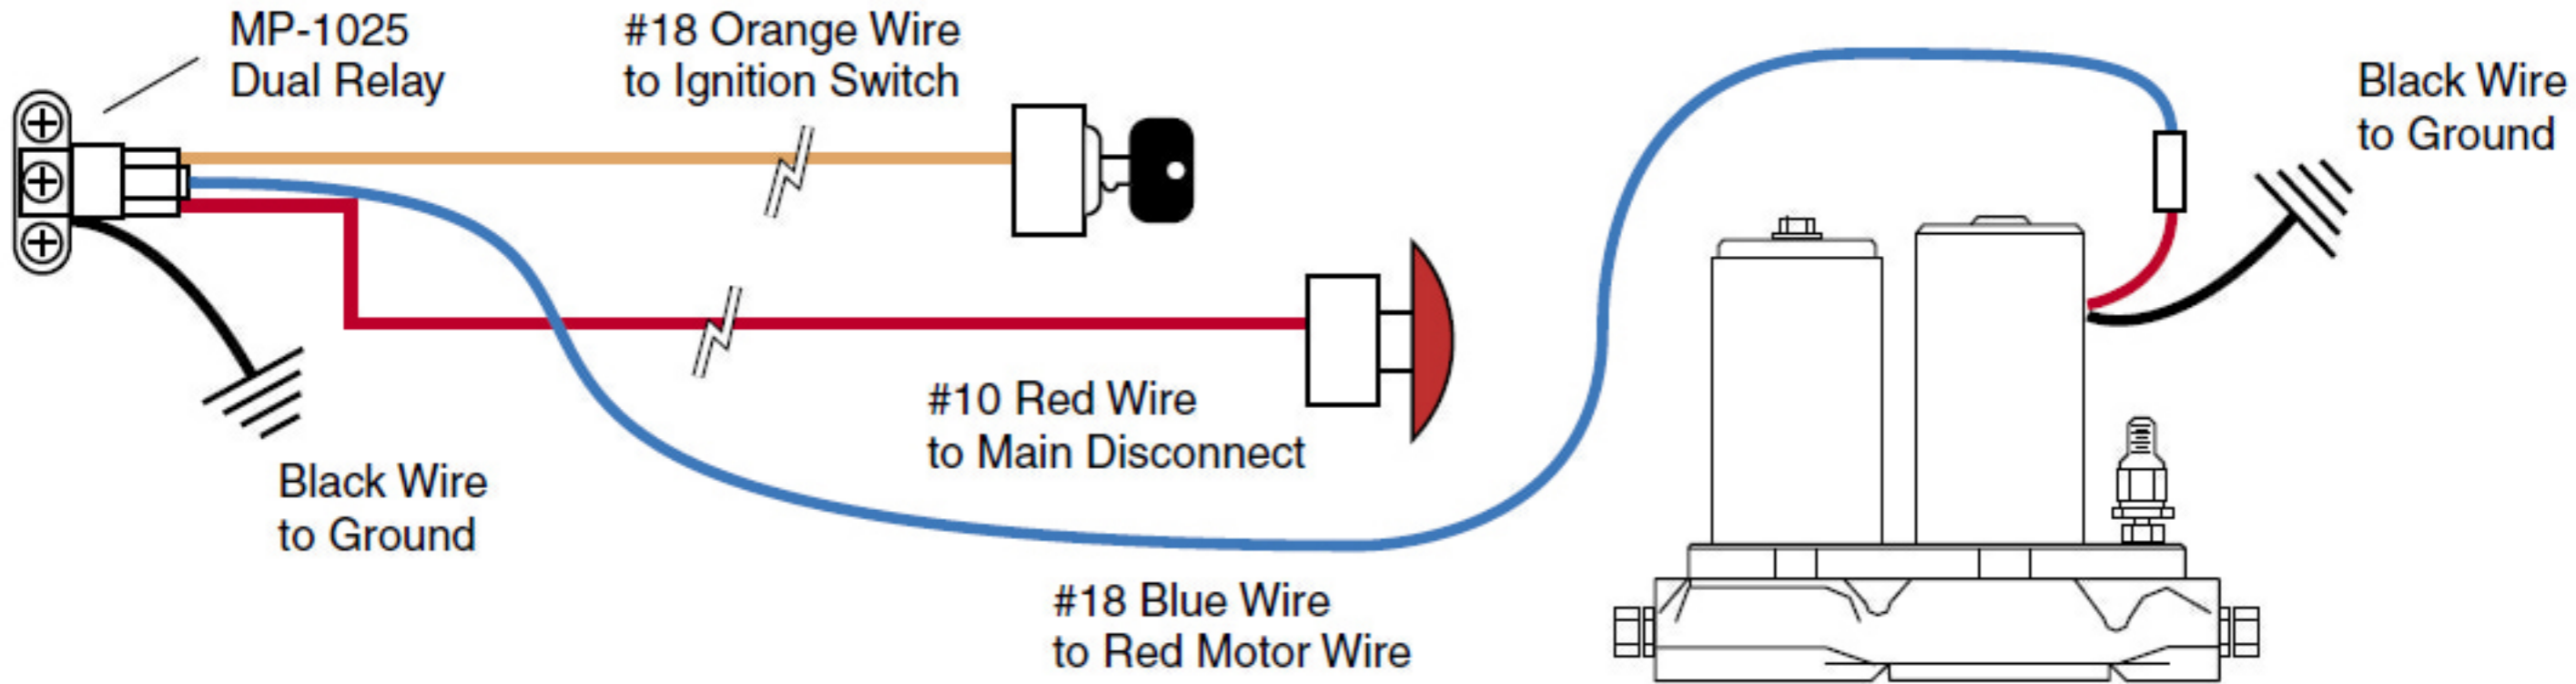 MP-1025
Dual Relay
#18 Orange Wire
to Ignition Switch
Black Wire
to Ground
#10 Red Wire
to Main Disconnect
Black Wire
to Ground
#18 Blue Wire
to Red Motor Wire